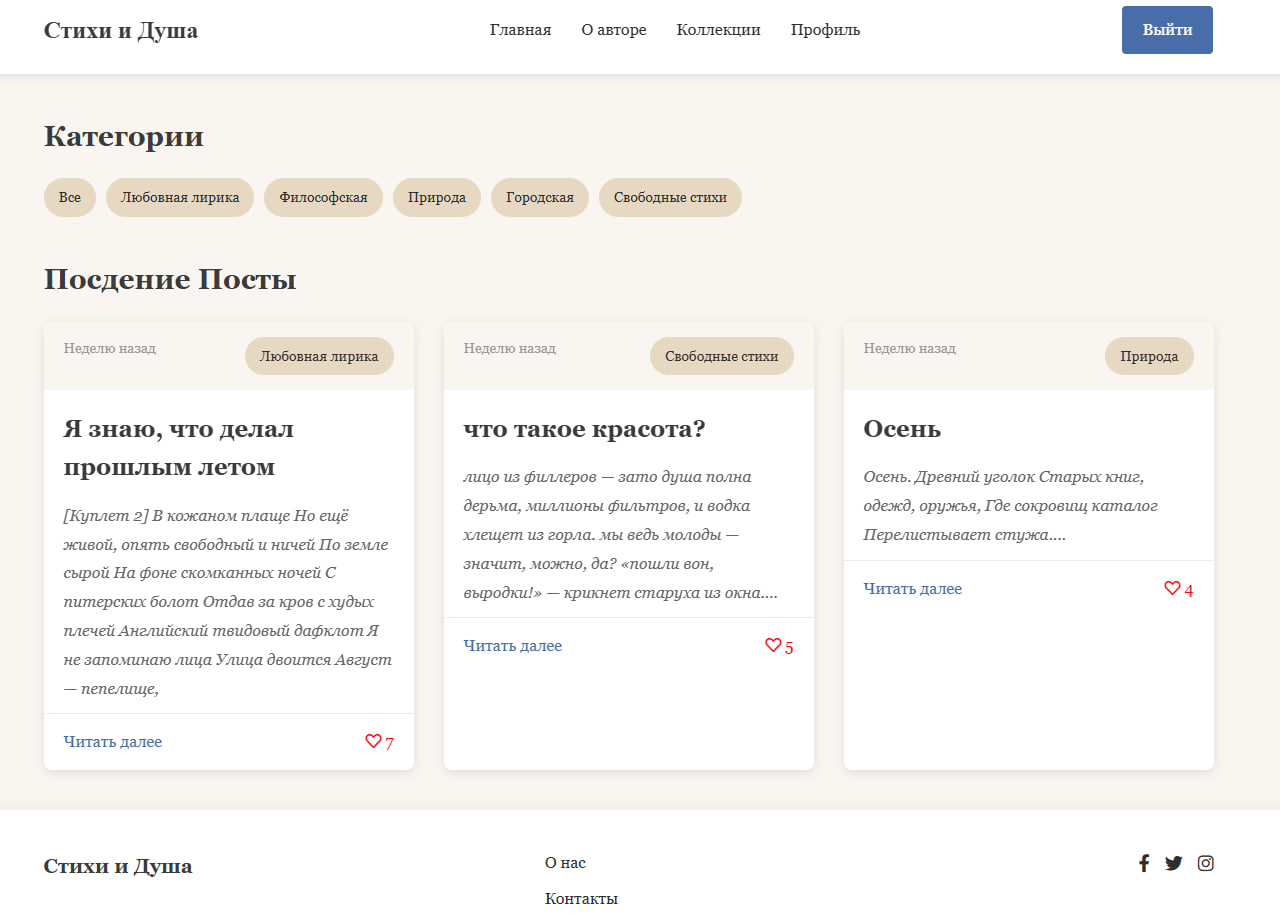 Стихи и Душа
Главная О авторе Коллекции Профиль
Выйти
Категории
Все Любовная лирика Философская Природа Городская Свободные стихи
Посдение Посты
Неделю назад Любовная лирика
Я знаю, что делал
прошлым летом
[Куплет 2] В кожаном плаще Но ещё
живой, опять свободный и ничей По земле
сырой На фоне скомканных ночей С
питерских болот Отдав за кров с худых
плечей Английский твидовый дафклот Я
не запоминаю лица Улица двоится Август
— пепелище,
Читать далее 7
Неделю назад Свободные стихи
что такое красота?
лицо из филлеров — зато душа полна
дерьма, миллионы фильтров, и водка
хлещет из горла. мы ведь молоды —
значит, можно, да? «пошли вон,
выродки!» — крикнет старуха из окна....
Читать далее 5
Неделю назад Природа
Осень
Осень. Древний уголок Старых книг,
одежд, оружья, Где сокровищ каталог
Перелистывает стужа....
Читать далее 4
Стихи и Душа
О нас
Контакты